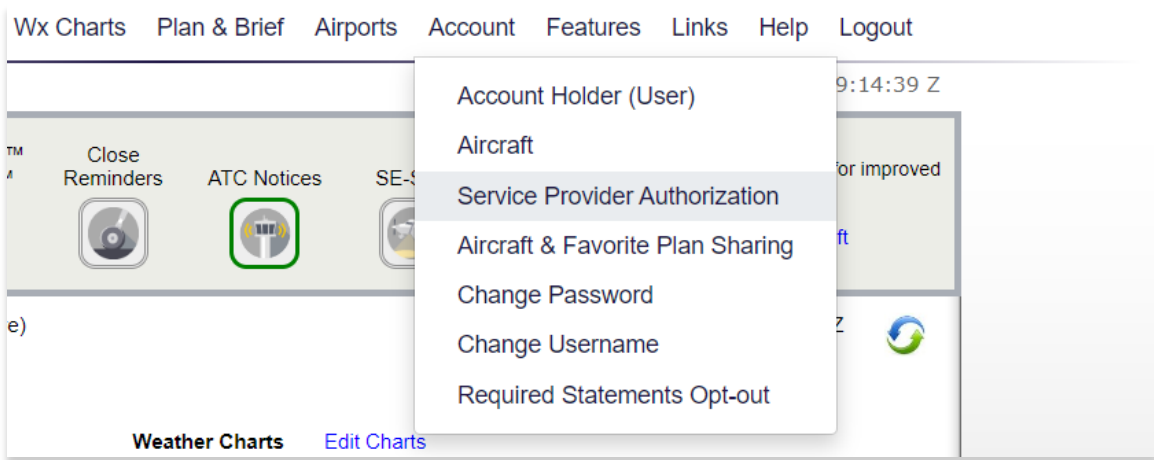 Wx Charts Plan & Brief Airports Account Features Links Help Logout
9:14:39 Z
Account Holder (User)
Aircraft
Service Provider Authorization
Aircraft & Favorite Plan Sharing
Change Password
Change Username
Required Statements Opt-out
TM
Close
Reminders
ATC Notices
SE-S
for improved
ft
e)
Z
Weather Charts Edit Charts